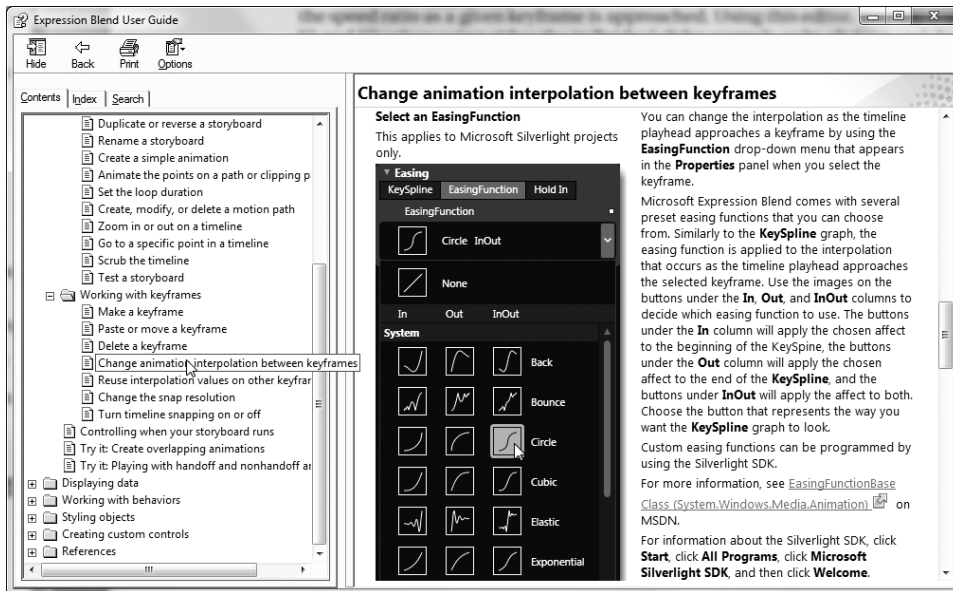 Expression Blend User Guide
Hide Back Print Options
Contents Index Search
Duplicate or reverse a storyboard
Rename a storyboard
Create a simple animation
Animate the points on a path or clipping p
Set the loop duration
Create, modify, or delete a motion path
Zoom in or out on a timeline
Go to a specific point in a timeline
Scrub the timeline
Test a storyboard
Working with keyframes
Make a keyframe
Paste or move a keyframe
Delete a keyframe
Change animation interpolation between keyframes
Reuse interpolation values on other keyfrar
Change the snap resolution
Turn timeline snapping on or off
Controlling when your storyboard runs
Try it: Create overlapping animations
Try it: Playing with handoff and nonhandoff ar
Displaying data
Working with behaviors
Styling objects
Creating custom controls
References
Change animation interpolation between keyframes
Select an EasingFunction
This applies to Microsoft Silverlight projects
only.
Easing
KeySpline EasingFunction Hold In
EasingFunction
Circle InOut
None
In Out InOut
System
Back
Bounce
Circle
Cubic
Elastic
Exponential
You can change the interpolation as the timeline
playhead approaches a keyframe by using the
EasingFunction drop-down menu that appears
in the Properties panel when you select the
keyframe.
Microsoft Expression Blend comes with several
preset easing functions that you can choose
from. Similarly to the KeySpline graph, the
easing function is applied to the interpolation
that occurs as the timeline playhead approaches
the selected keyframe. Use the images on the
buttons under the In, Out, and InOut columns to
decide which easing function to use. The buttons
under the In column will apply the chosen affect
to the beginning of the KeySpine, the buttons
under the Out column will apply the chosen
affect to the end of the KeySpline, and the
buttons under InOut will apply the affect to both.
Choose the button that represents the way you
want the KeySpline graph to look.
Custom easing functions can be programmed by
using the Silverlight SDK.
For more information, see EasingFunctionBase
Class (System.Windows.Media.Animation) on
MSDN.
For information about the Silverlight SDK, click
Start, click All Programs, click Microsoft
Silverlight SDK, and then click Welcome.